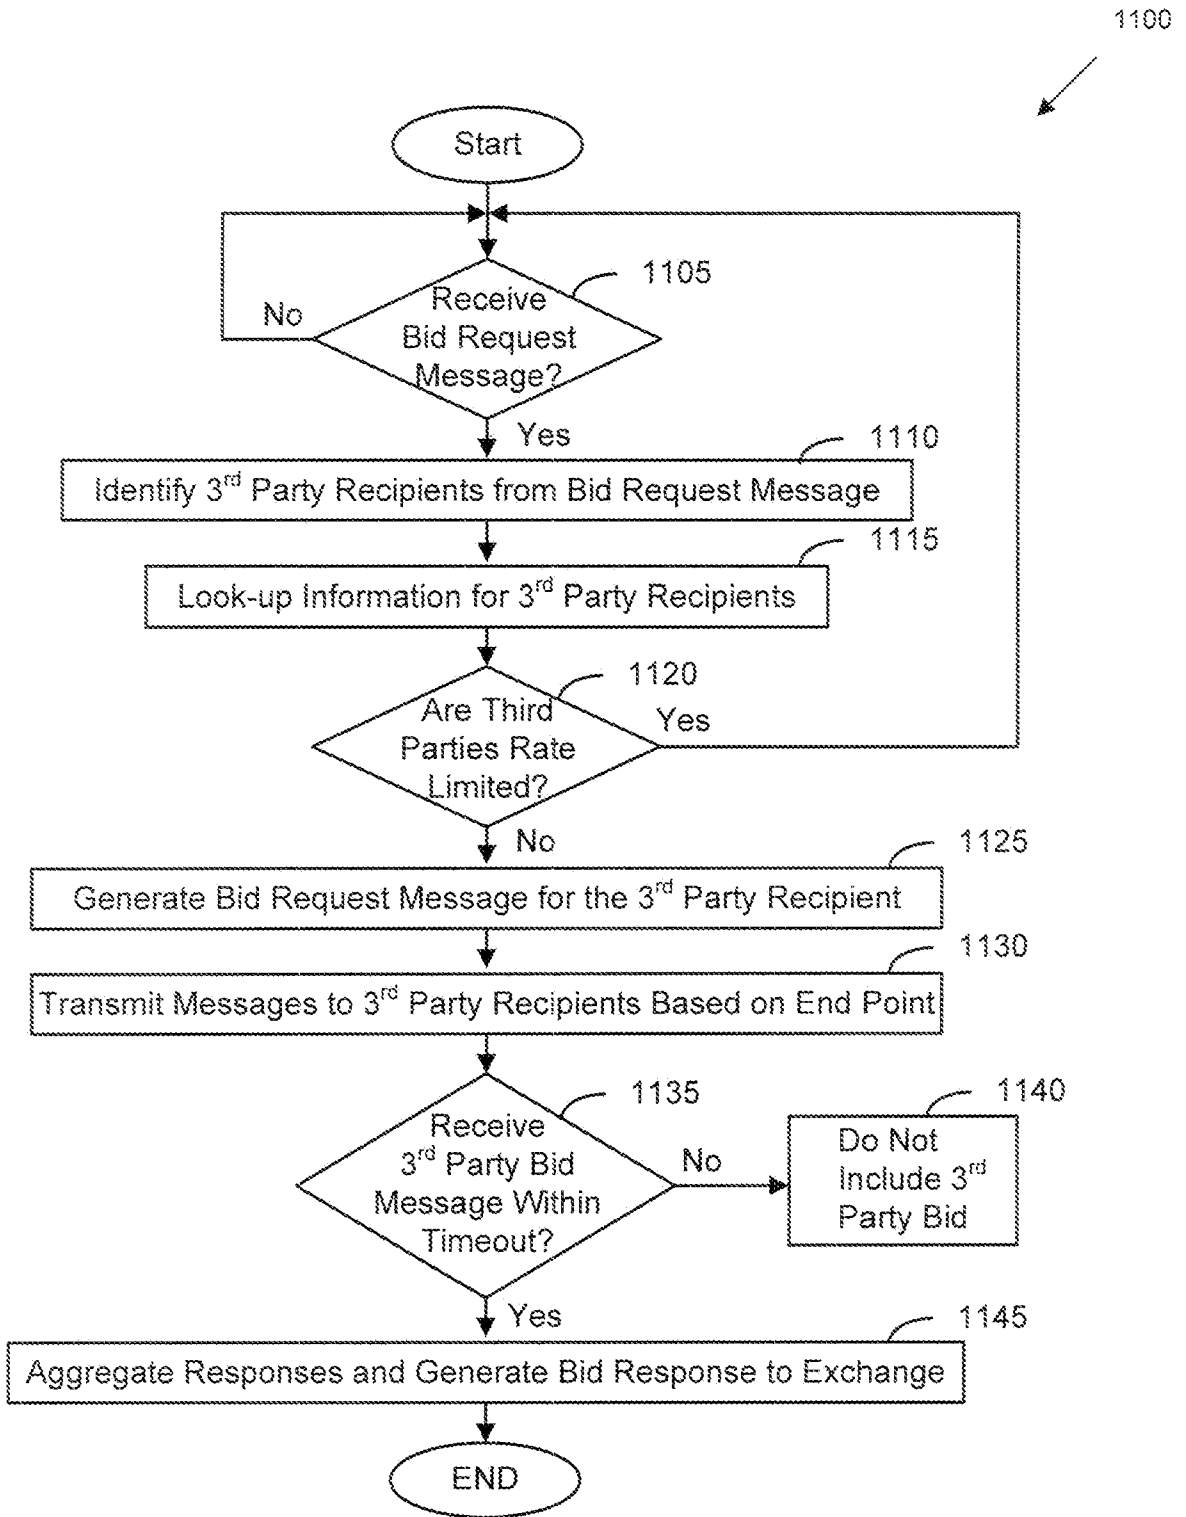 1100
Start
1105
Receive
Bid Request
Message?
No
Yes
1110
Identify 3rd Party Recipients from Bid Request Message
1115
Look-up Information for 3rd Party Recipients
1120
Are Third
Parties Rate
Limited?
Yes
No
1125
Generate Bid Request Message for the 3rd Party Recipient
1130
Transmit Messages to 3rd Party Recipients Based on End Point
1135
Receive
3rd Party Bid
Message Within
Timeout?
No
1140
Do Not
Include 3rd
Party Bid
Yes
1145
Aggregate Responses and Generate Bid Response to Exchange
END